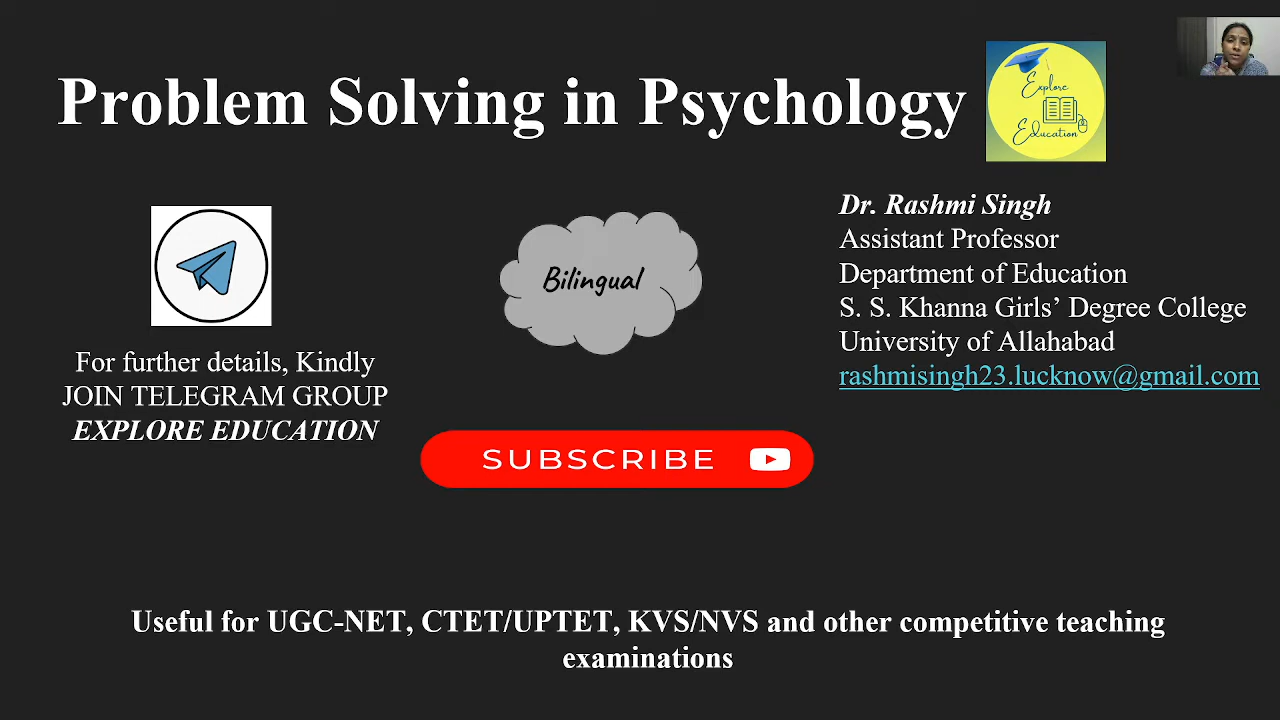 Problem Solving in Psychology
Explore
Education
Dr. Rashmi Singh
Assistant Professor
Department of Education
S. S. Khanna Girls’ Degree College
University of Allahabad
rashmisingh23.lucknow@gmail.com
Bilingual
For further details, Kindly
JOIN TELEGRAM GROUP
EXPLORE EDUCATION
SUBSCRIBE
Useful for UGC-NET, CTET/UPTET, KVS/NVS and other competitive teaching
examinations